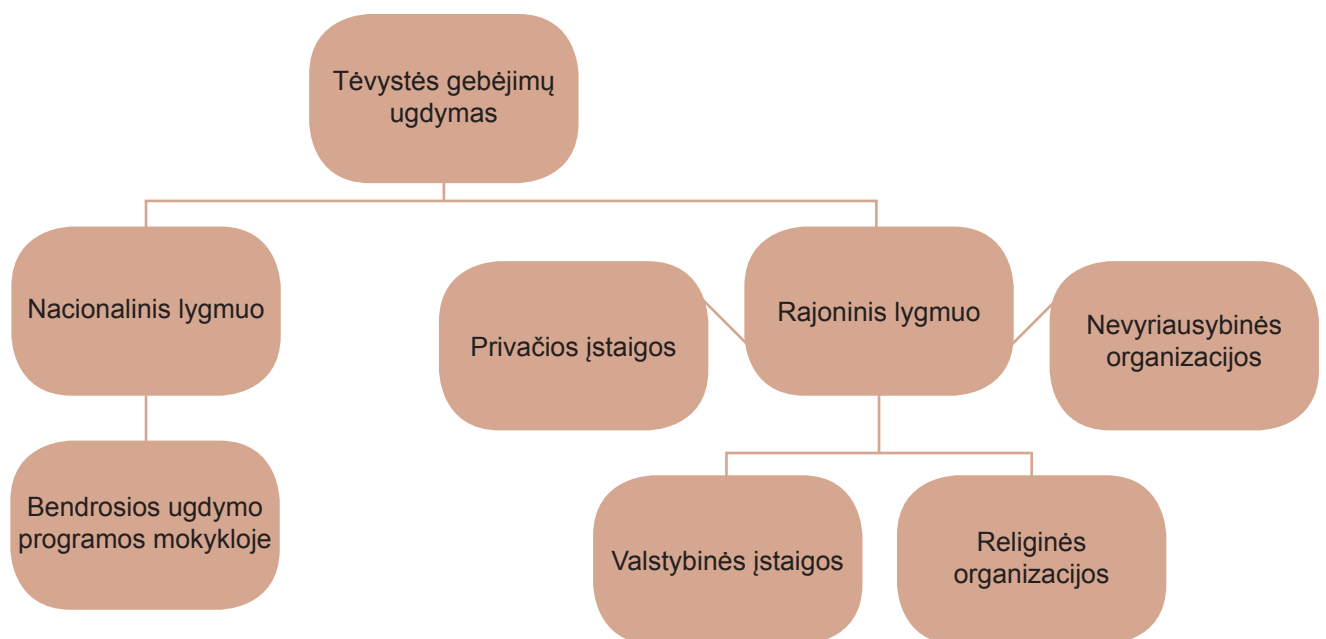 Tėvystės gebėjimų
ugdymas
Nacionalinis lygmuo
Rajoninis lygmuo
Privačios įstaigos
Nevyriausybinės
organizacijos
Bendrosios ugdymo
programos mokykloje
Valstybinės įstaigos
Religinės
organizacijos